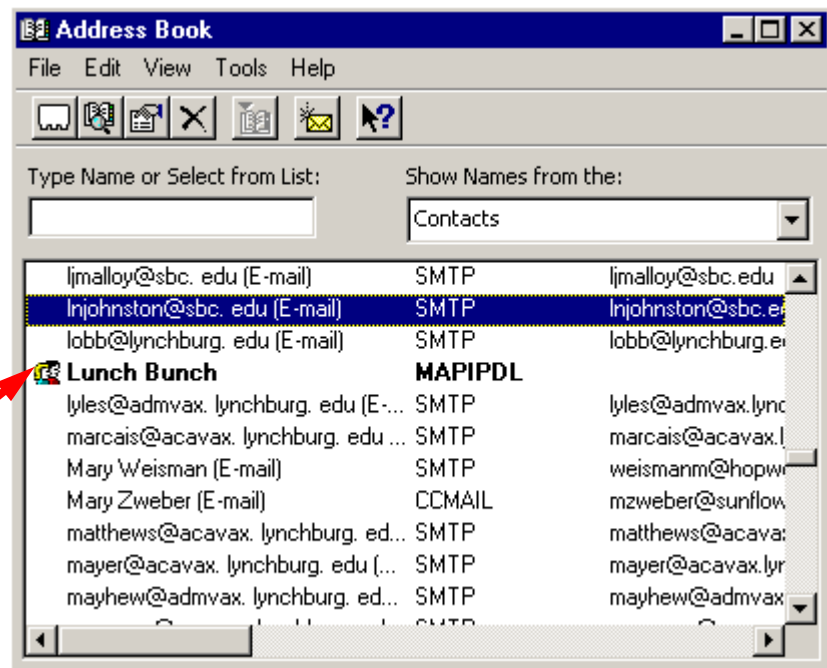 Address Book
File Edit View Tools Help
Type Name or Select from List: Show Names from the:
Contacts
ljmalloy@sbc. edu (E-mail) SMTP ljmalloy@sbc.edu
lnjohnston@sbc. edu (E-mail) SMTP lnjohnston@sbc.e
lobb@lynchburg. edu (E-mail) SMTP lobb@lynchburg.e
Lunch Bunch MAPIPDL
lyles@admvax. lynchburg. edu (E-... SMTP lyles@admvax.lync
marcais@acavax. lynchburg. edu ... SMTP marcais@acavax.l
Mary Weisman (E-mail) SMTP weismanm@hopw
Mary Zweber (E-mail) CCMAIL mzweber@sunflow
matthews@acavax. lynchburg. ed... SMTP matthews@acava
mayer@acavax. lynchburg. edu (... SMTP mayer@acavax.lyn
mayhew@admvax. lynchburg. ed... SMTP mayhew@admvax
SMTP